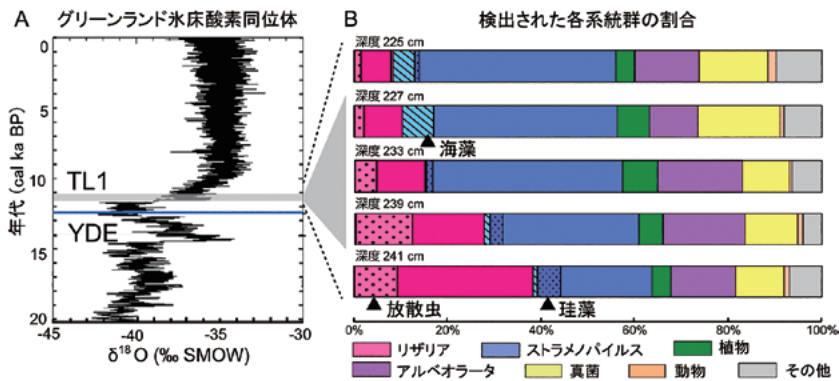 A グリーンランド氷床酸素同位体
年代 (cal ka BP)
0
5
10
15
20
TL1
YDE
-45
-40
-35
-30
δ¹⁸O (‰ SMOW)
B 検出された各系統群の割合
深度 225 cm
深度 227 cm
▲海藻
深度 233 cm
深度 239 cm
深度 241 cm
▲放散虫
▲珪藻
0% 20% 40% 60% 80% 100%
リザリア ストラメノパイルス 植物
アルベオラータ 真菌 動物 その他